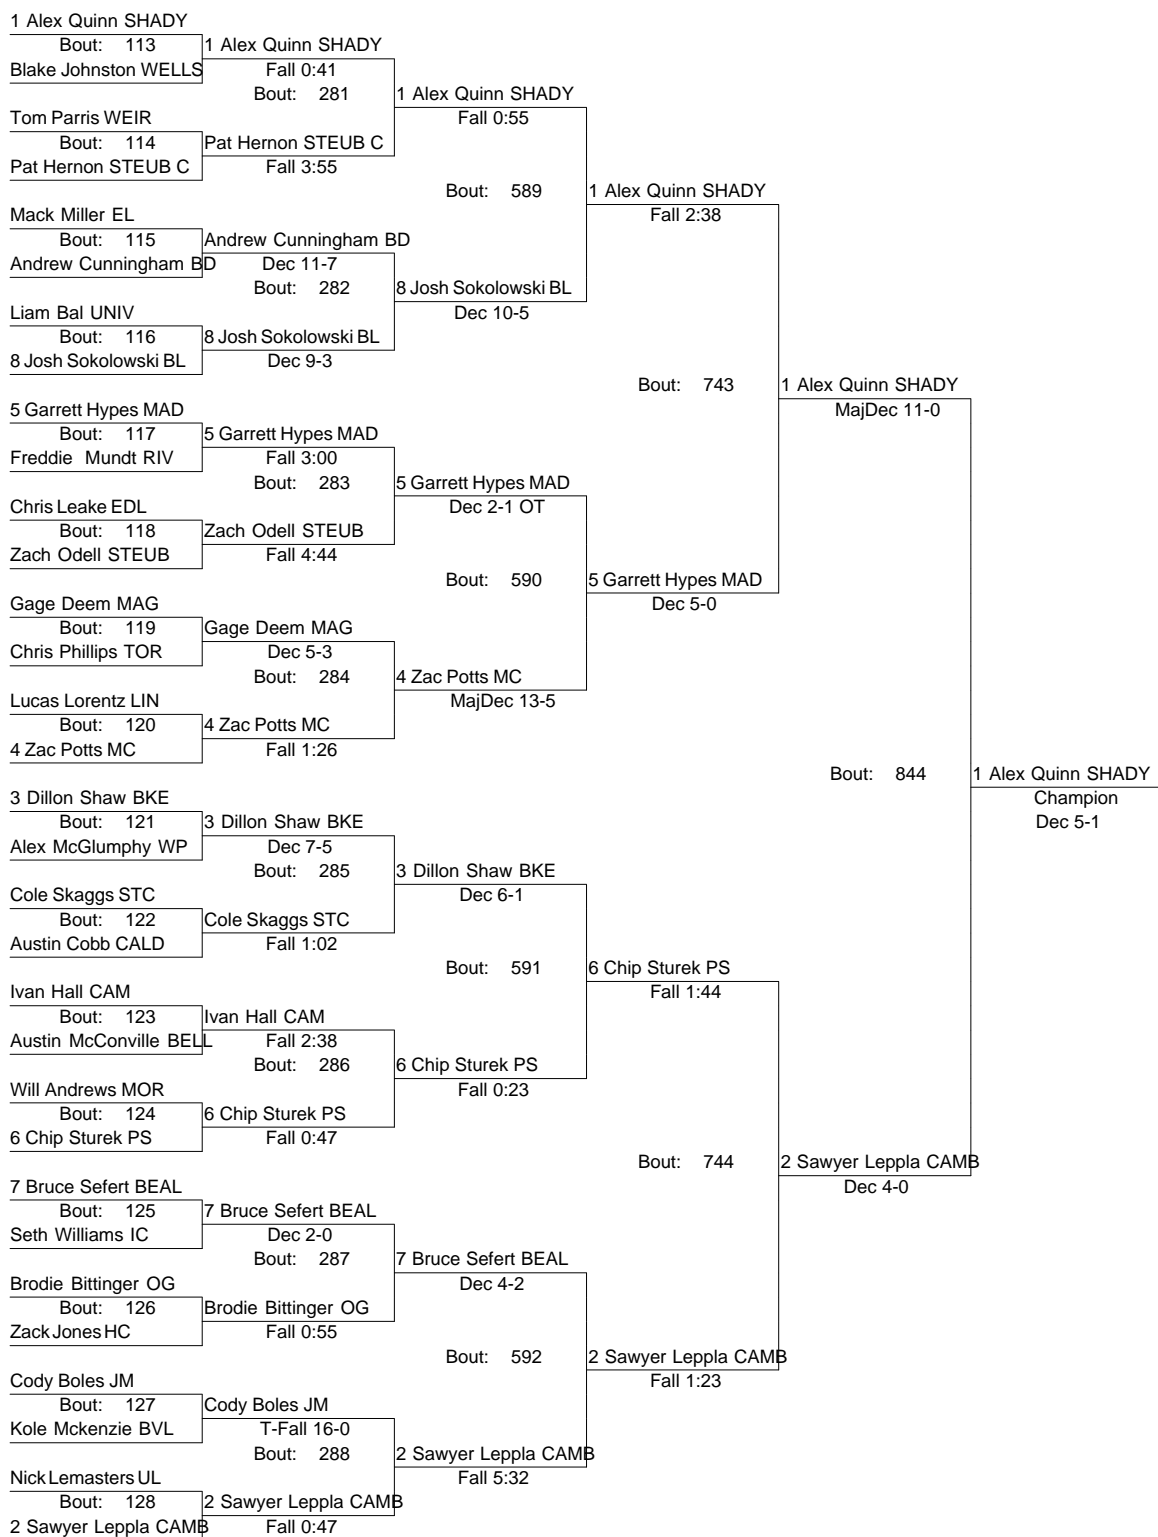 1 Alex Quinn SHADY
Bout: 113 1 Alex Quinn SHADY
Blake Johnston WELLS Fall 0:41
Bout: 281 1 Alex Quinn SHADY
Tom Parris WEIR Fall 0:55
Bout: 114 Pat Hernon STEUB C
Pat Hernon STEUB C Fall 3:55
Bout: 589 1 Alex Quinn SHADY
Mack Miller EL Fall 2:38
Bout: 115 Andrew Cunningham BD
Andrew Cunningham BD Dec 11-7
Bout: 282 8 Josh Sokolowski BL
Liam Bal UNIV Dec 10-5
Bout: 116 8 Josh Sokolowski BL
8 Josh Sokolowski BL Dec 9-3
Bout: 743 1 Alex Quinn SHADY
5 Garrett Hypes MAD MajDec 11-0
Bout: 117 5 Garrett Hypes MAD
Freddie Mundt RIV Fall 3:00
Bout: 283 5 Garrett Hypes MAD
Chris Leake EDL Dec 2-1 OT
Bout: 118 Zach Odell STEUB
Zach Odell STEUB Fall 4:44
Bout: 590 5 Garrett Hypes MAD
Gage Deem MAG Dec 5-0
Bout: 119 Gage Deem MAG
Chris Phillips TOR Dec 5-3
Bout: 284 4 Zac Potts MC
Lucas Lorentz LIN MajDec 13-5
Bout: 120 4 Zac Potts MC
4 Zac Potts MC Fall 1:26
Bout: 844 1 Alex Quinn SHADY
3 Dillon Shaw BKE Champion
Bout: 121 3 Dillon Shaw BKE Dec 5-1
Alex McGlumphy WP Dec 7-5
Bout: 285 3 Dillon Shaw BKE
Cole Skaggs STC Dec 6-1
Bout: 122 Cole Skaggs STC
Austin Cobb CALD Fall 1:02
Bout: 591 6 Chip Sturek PS
Ivan Hall CAM Fall 1:44
Bout: 123 Ivan Hall CAM
Austin McConville BELL Fall 2:38
Bout: 286 6 Chip Sturek PS
Will Andrews MOR Fall 0:23
Bout: 124 6 Chip Sturek PS
6 Chip Sturek PS Fall 0:47
Bout: 744 2 Sawyer Leppla CAMB
7 Bruce Sefert BEAL Dec 4-0
Bout: 125 7 Bruce Sefert BEAL
Seth Williams IC Dec 2-0
Bout: 287 7 Bruce Sefert BEAL
Brodie Bittinger OG Dec 4-2
Bout: 126 Brodie Bittinger OG
Zack Jones HC Fall 0:55
Bout: 592 2 Sawyer Leppla CAMB
Cody Boles JM Fall 1:23
Bout: 127 Cody Boles JM
Kole Mckenzie BVL T-Fall 16-0
Bout: 288 2 Sawyer Leppla CAMB
Nick Lemasters UL Fall 5:32
Bout: 128 2 Sawyer Leppla CAMB
2 Sawyer Leppla CAMB Fall 0:47